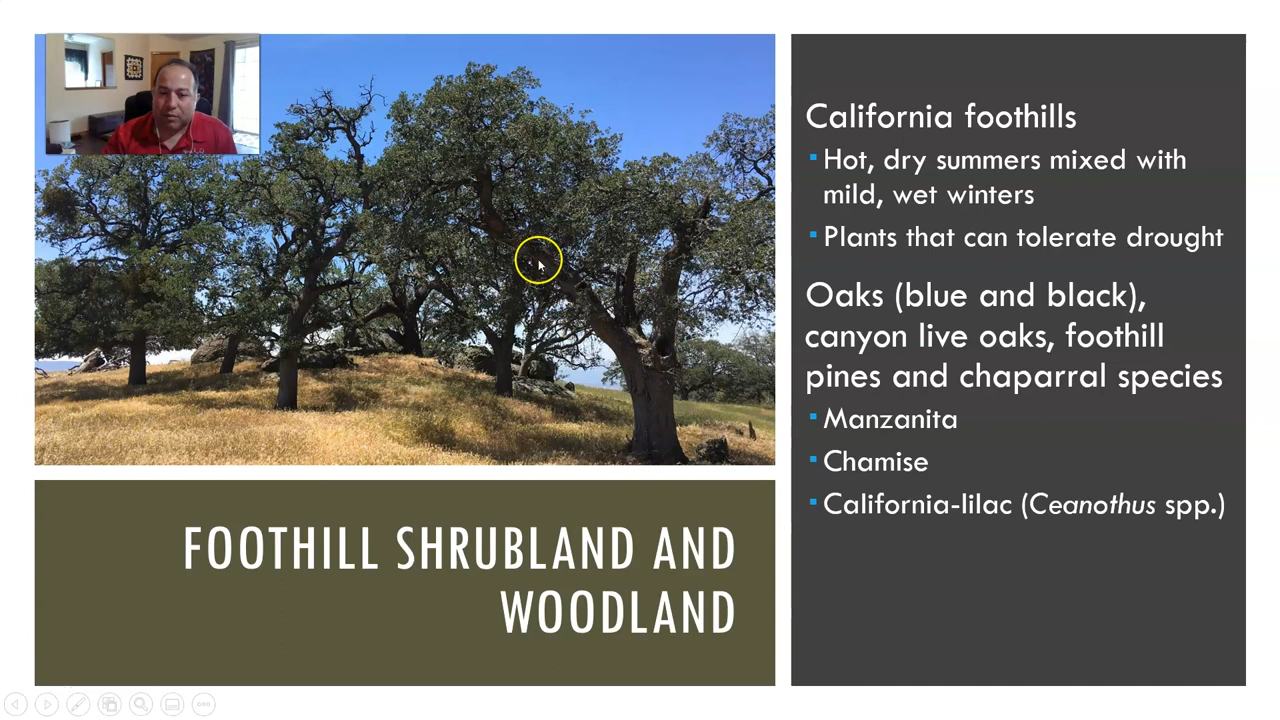 California foothills
Hot, dry summers mixed with
mild, wet winters
Plants that can tolerate drought
Oaks (blue and black),
canyon live oaks, foothill
pines and chaparral species
Manzanita
Chamise
California-lilac (Ceanothus spp.)
FOOTHILL SHRUBLAND AND
WOODLAND